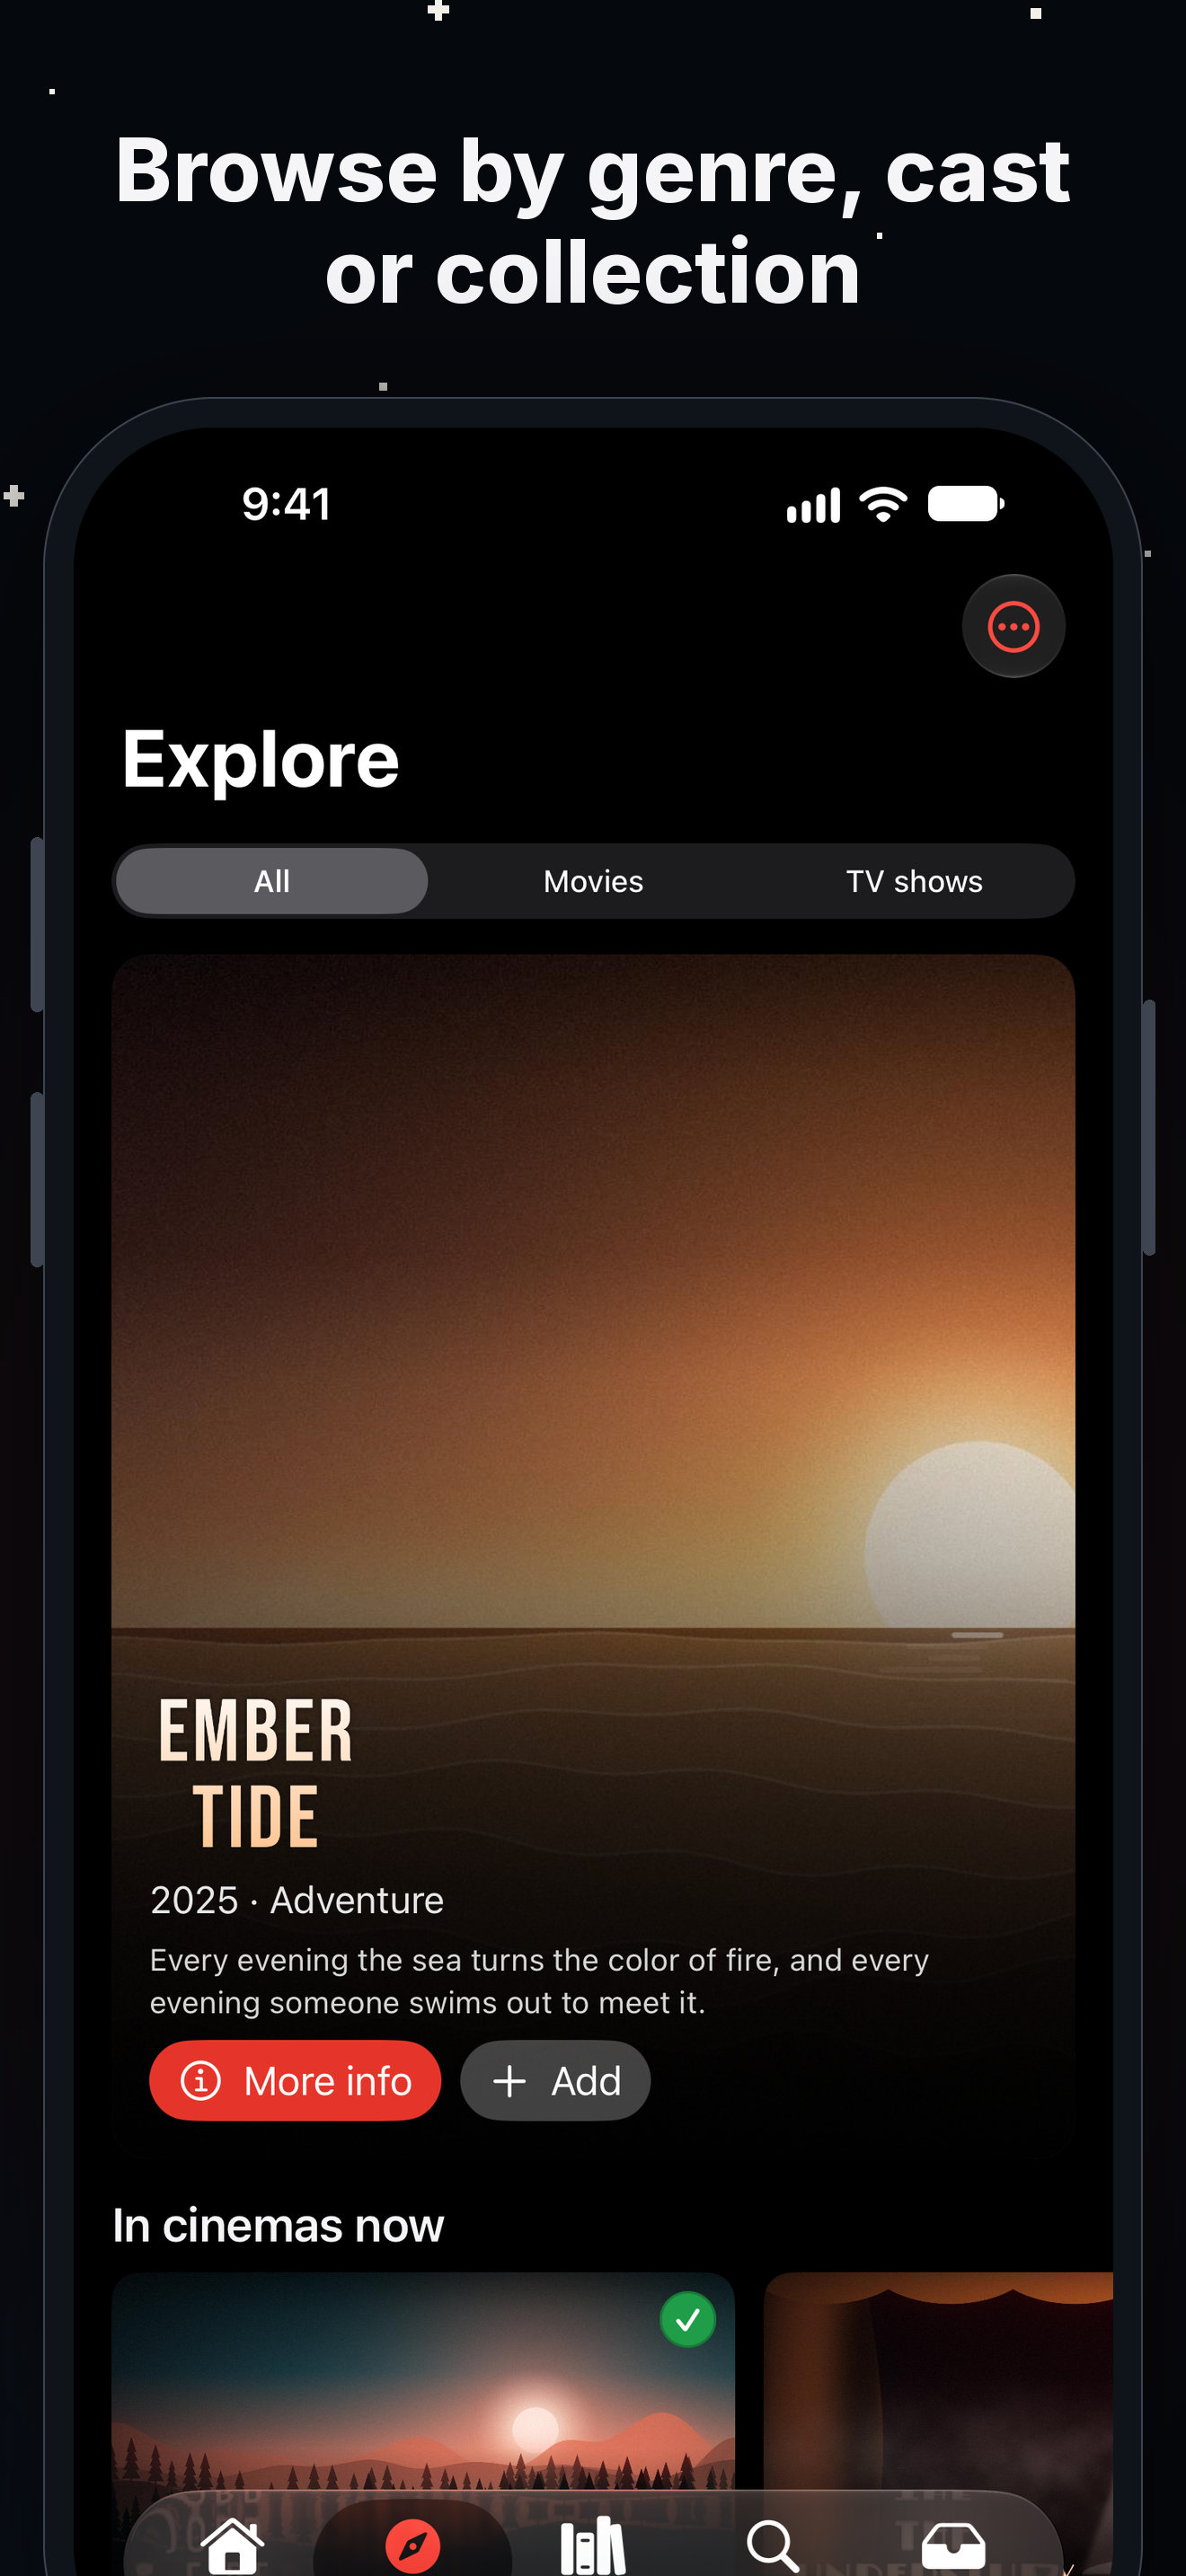 Browse by genre, cast
or collection
9:41
Explore
All
Movies
TV shows
EMBER
TIDE
2025 · Adventure
Every evening the sea turns the color of fire, and every
evening someone swims out to meet it.
More info
Add
In cinemas now